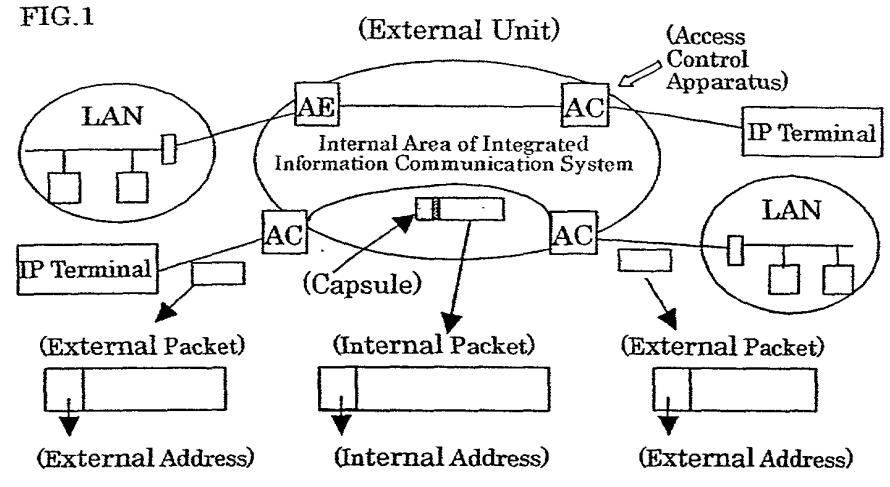 FIG.1
(External Unit)
(Access
Control
Apparatus)
LAN
AE
AC
IP Terminal
Internal Area of Integrated
Information Communication System
LAN
AC
AC
IP Terminal
(Capsule)
(External Packet)
(Internal Packet)
(External Packet)
(External Address)
(Internal Address)
(External Address)